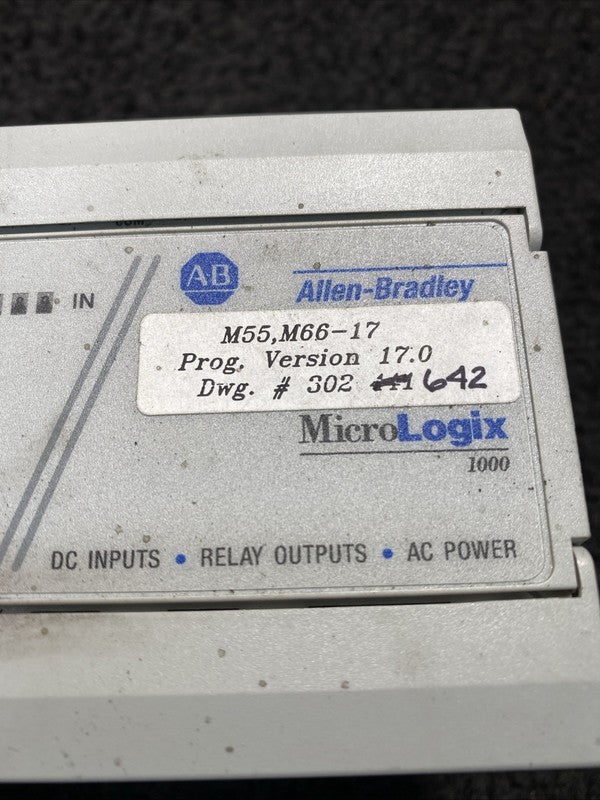 IN
AB
Allen-Bradley
M55,M66-17
Prog. Version 17.0
Dwg. # 302 642
MicroLogix
1000
DC INPUTS • RELAY OUTPUTS • AC POWER